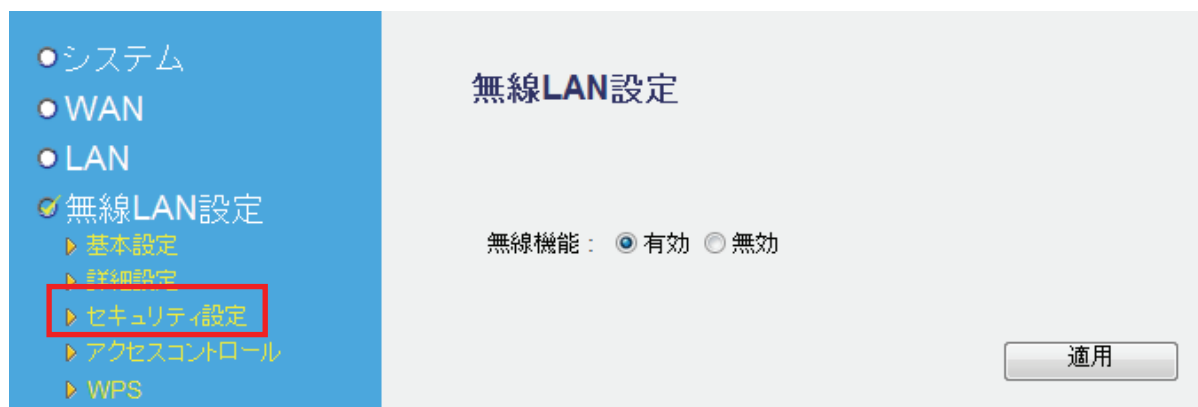 システム
WAN
LAN
無線LAN設定
基本設定
詳細設定
セキュリティ設定
アクセスコントロール
WPS
無線LAN設定
無線機能： 有効 無効
適用